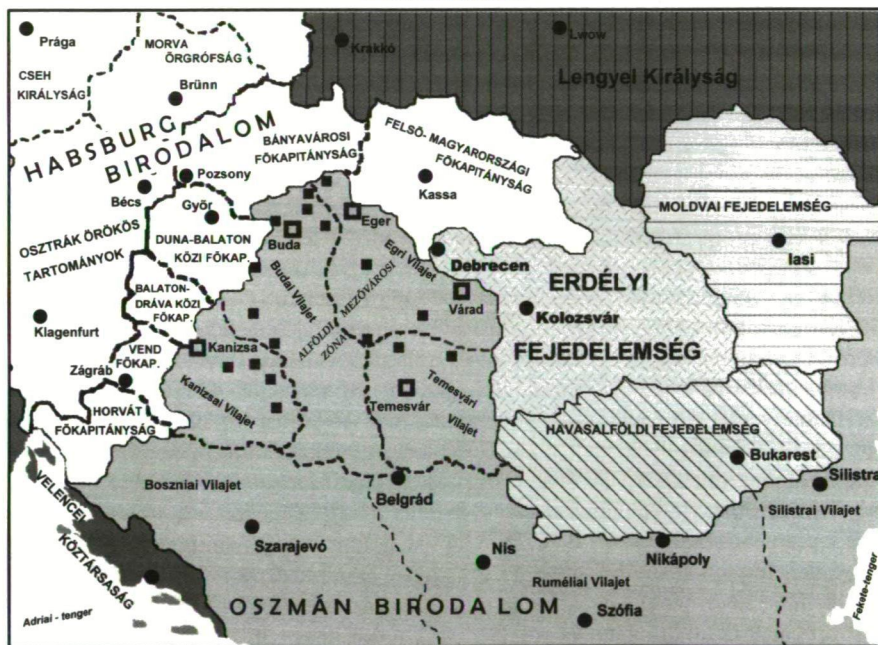 Prága
MORVA
ŐRGRÓFSÁG
CSEH
KIRÁLYSÁG
Brünn
Krakkó
Lwow
Lengyel Királyság
HABSBURG
BIRODALOM
BÁNYAVÁROSI
FŐKAPITÁNYSÁG
FELSŐ-MAGYARORSZÁGI
FŐKAPITÁNYSÁG
Pozsony
Bécs
Győr
Kassa
MOLDVAI FEJEDELEMSÉG
Iasi
OSZTRÁK ÖRÖKÖS
TARTOMÁNYOK
DUNA-BALATON
KÖZI FŐKAP.
Buda
Eger
Egri Vilajet
Debrecen
ERDÉLYI
FEJEDELEMSÉG
Budai Vilajet
ALFÖLDI MEZŐVÁROSI
ZÓNA
Várad
Kolozsvár
BALATON-
DRÁVA KÖZI
FŐKAP.
Klagenfurt
Kanizsa
VEND
FŐKAP.
Zágráb
Kanizsai Vilajet
Temesvár
Temesvári
Vilajet
HORVÁT
FŐKAPITÁNYSÁG
HAVASALFÖLDI FEJEDELEMSÉG
Bukarest
Boszniai Vilajet
Belgrád
Silistra
Silistrai Vilajet
VELENCEI
KÖZTÁRSASÁG
Szarajevó
Nis
Nikápoly
Ruméliai Vilajet
Adriai - tenger
OSZMÁN BIRODALOM
Szófia
Fekete-tenger